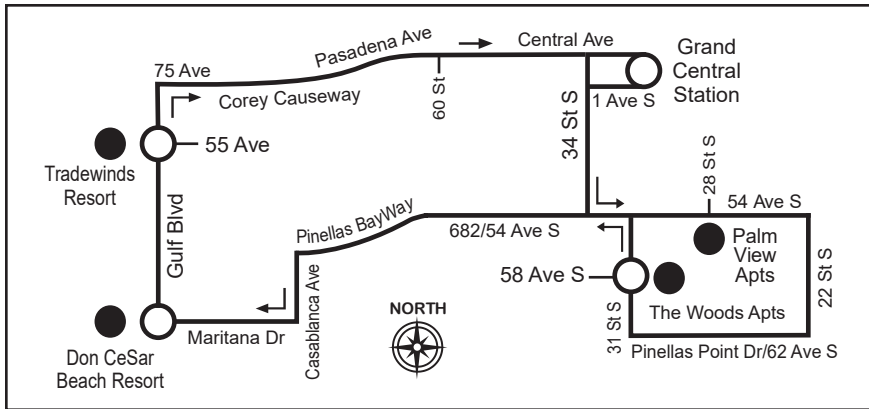 Pasadena Ave
Central Ave
Grand
Central
Station
75 Ave
Corey Causeway
60 St
1 Ave S
34 St S
55 Ave
Tradewinds
Resort
28 St S
54 Ave S
Gulf Blvd
Pinellas BayWay
682/54 Ave S
Palm
View
Apts
58 Ave S
22 St S
Casablanca Ave
NORTH
The Woods Apts
31 St S
Maritana Dr
Don CeSar
Beach Resort
Pinellas Point Dr/62 Ave S